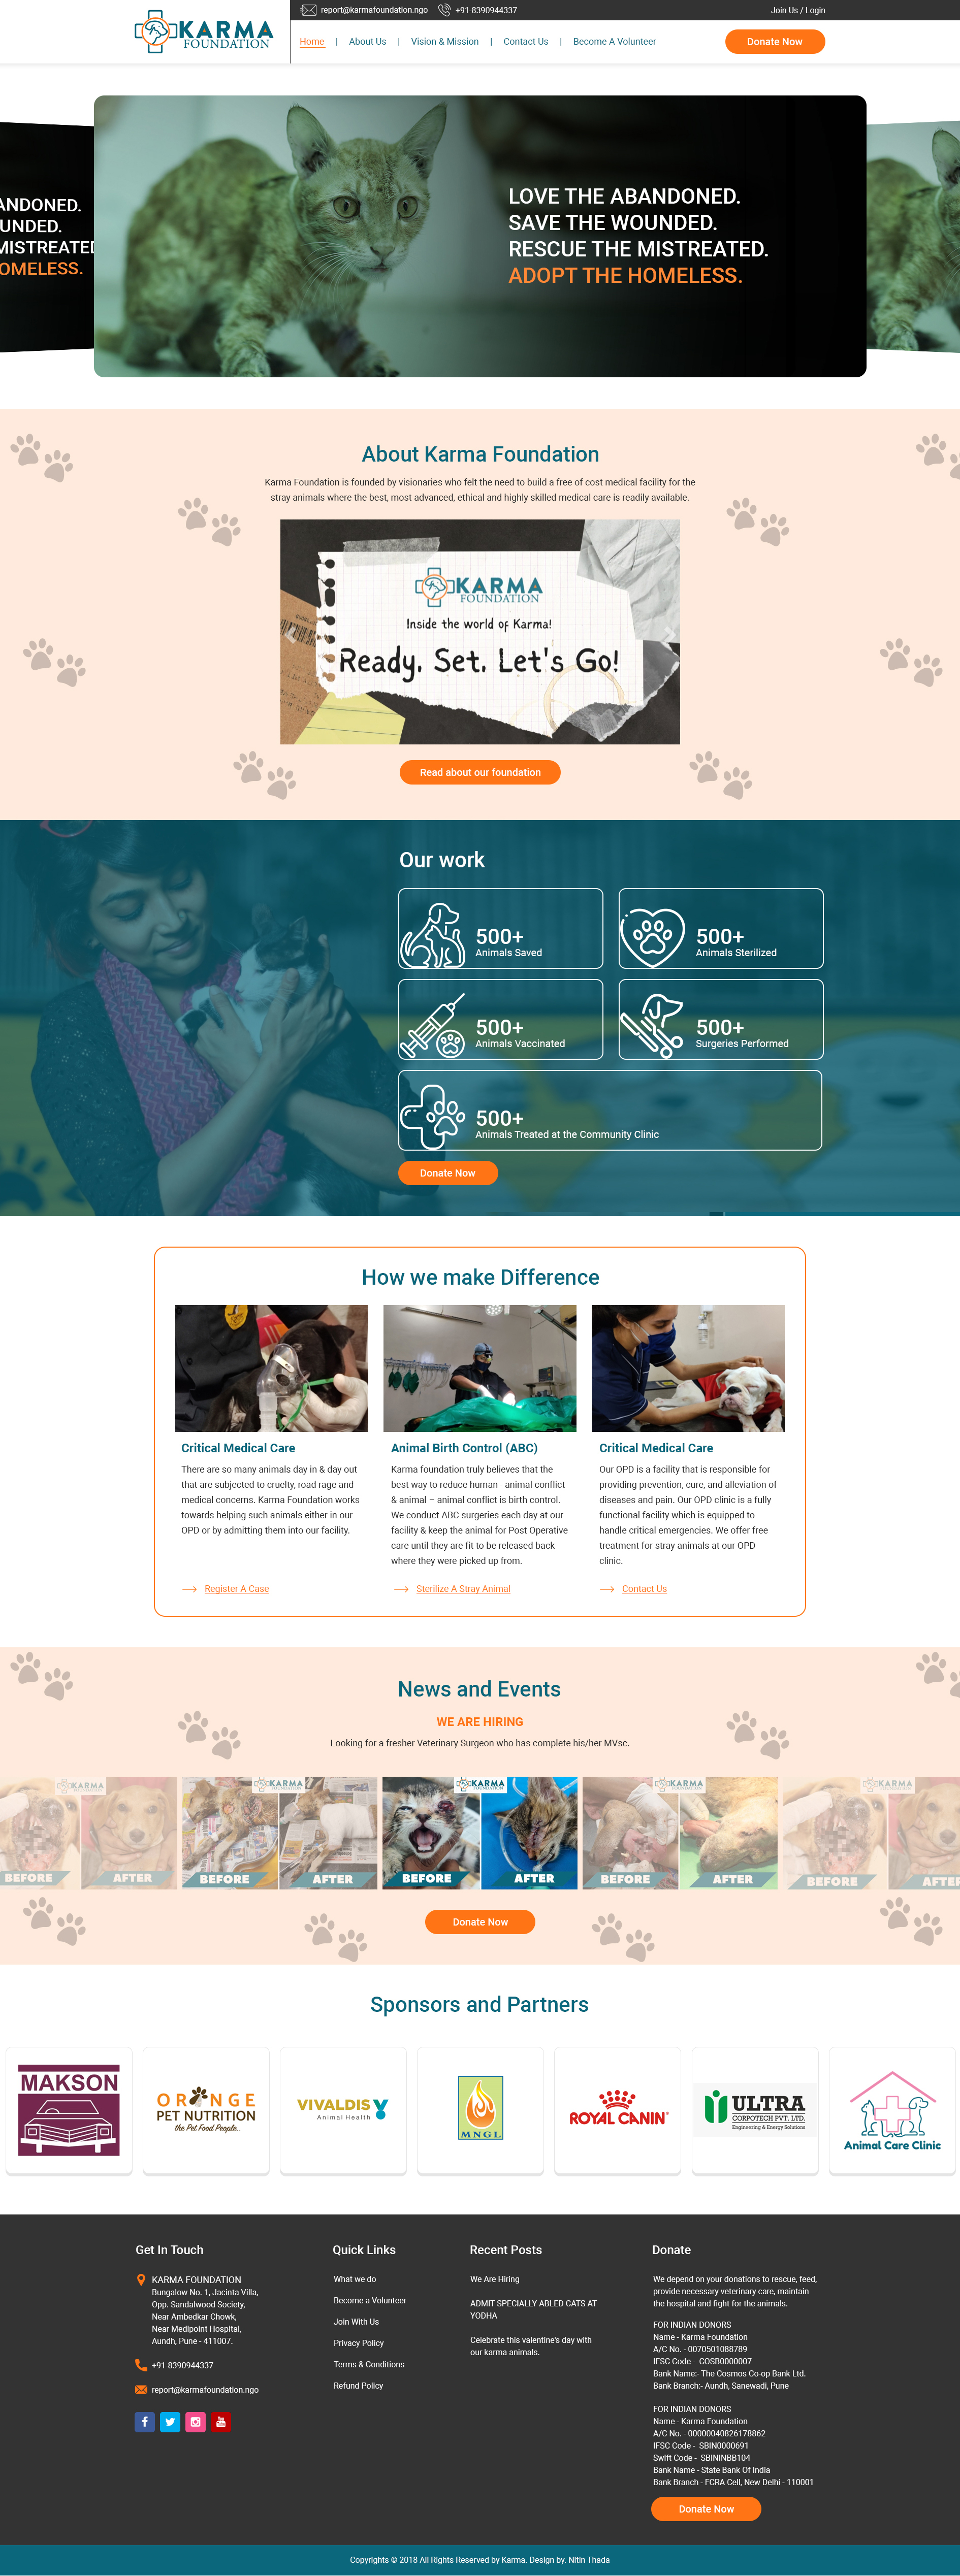 KARMA
FOUNDATION
report@karmafoundation.ngo
+91-8390944337
Join Us / Login
Home | About Us | Vision & Mission | Contact Us | Become A Volunteer
Donate Now
ANDONED.
UNDED.
MISTREATED
OMELESS.
LOVE THE ABANDONED.
SAVE THE WOUNDED.
RESCUE THE MISTREATED.
ADOPT THE HOMELESS.
About Karma Foundation
Karma Foundation is founded by visionaries who felt the need to build a free of cost medical facility for the
stray animals where the best, most advanced, ethical and highly skilled medical care is readily available.
KARMA
FOUNDATION
Inside the world of Karma!
Ready. Set. Let's Go!
Read about our foundation
Our work
500+
Animals Saved
500+
Animals Sterilized
500+
Animals Vaccinated
500+
Surgeries Performed
500+
Animals Treated at the Community Clinic
Donate Now
How we make Difference
Critical Medical Care
There are so many animals day in & day out
that are subjected to cruelty, road rage and
medical concerns. Karma Foundation works
towards helping such animals either in our
OPD or by admitting them into our facility.
Register A Case
Animal Birth Control (ABC)
Karma foundation truly believes that the
best way to reduce human - animal conflict
& animal – animal conflict is birth control.
We conduct ABC surgeries each day at our
facility & keep the animal for Post Operative
care until they are fit to be released back
where they were picked up from.
Sterilize A Stray Animal
Critical Medical Care
Our OPD is a facility that is responsible for
providing prevention, cure, and alleviation of
diseases and pain. Our OPD clinic is a fully
functional facility which is equipped to
handle critical emergencies. We offer free
treatment for stray animals at our OPD
clinic.
Contact Us
News and Events
WE ARE HIRING
Looking for a fresher Veterinary Surgeon who has complete his/her MVsc.
KARMA
FOUNDATION
BEFORE
AFTER
KARMA
FOUNDATION
BEFORE
AFTER
KARMA
FOUNDATION
BEFORE
AFTER
KARMA
FOUNDATION
BEFORE
AFTER
KARMA
FOUNDATION
BEFORE
AFTER
Donate Now
Sponsors and Partners
MAKSON
ORANGE
PET NUTRITION
the Pet Food People..
VIVALDIS
Animal Health
MNGL
ROYAL CANIN
ULTRA
CORPOTECH PVT. LTD.
Engineering & Energy Solutions
Animal Care Clinic
Get In Touch
KARMA FOUNDATION
Bungalow No. 1, Jacinta Villa,
Opp. Sandalwood Society,
Near Ambedkar Chowk,
Near Medipoint Hospital,
Aundh, Pune - 411007.
+91-8390944337
report@karmafoundation.ngo
Quick Links
What we do
Become a Volunteer
Join With Us
Privacy Policy
Terms & Conditions
Refund Policy
Recent Posts
We Are Hiring
ADMIT SPECIALLY ABLED CATS AT
YODHA
Celebrate this valentine's day with
our karma animals.
Donate
We depend on your donations to rescue, feed,
provide necessary veterinary care, maintain
the hospital and fight for the animals.
FOR INDIAN DONORS
Name - Karma Foundation
A/C No. - 0070501088789
IFSC Code - COSB0000007
Bank Name:- The Cosmos Co-op Bank Ltd.
Bank Branch:- Aundh, Sanewadi, Pune
FOR INDIAN DONORS
Name - Karma Foundation
A/C No. - 00000040826178862
IFSC Code - SBIN0000691
Swift Code - SBININBB104
Bank Name - State Bank Of India
Bank Branch - FCRA Cell, New Delhi - 110001
Donate Now
Copyrights © 2018 All Rights Reserved by Karma. Design by. Nitin Thada